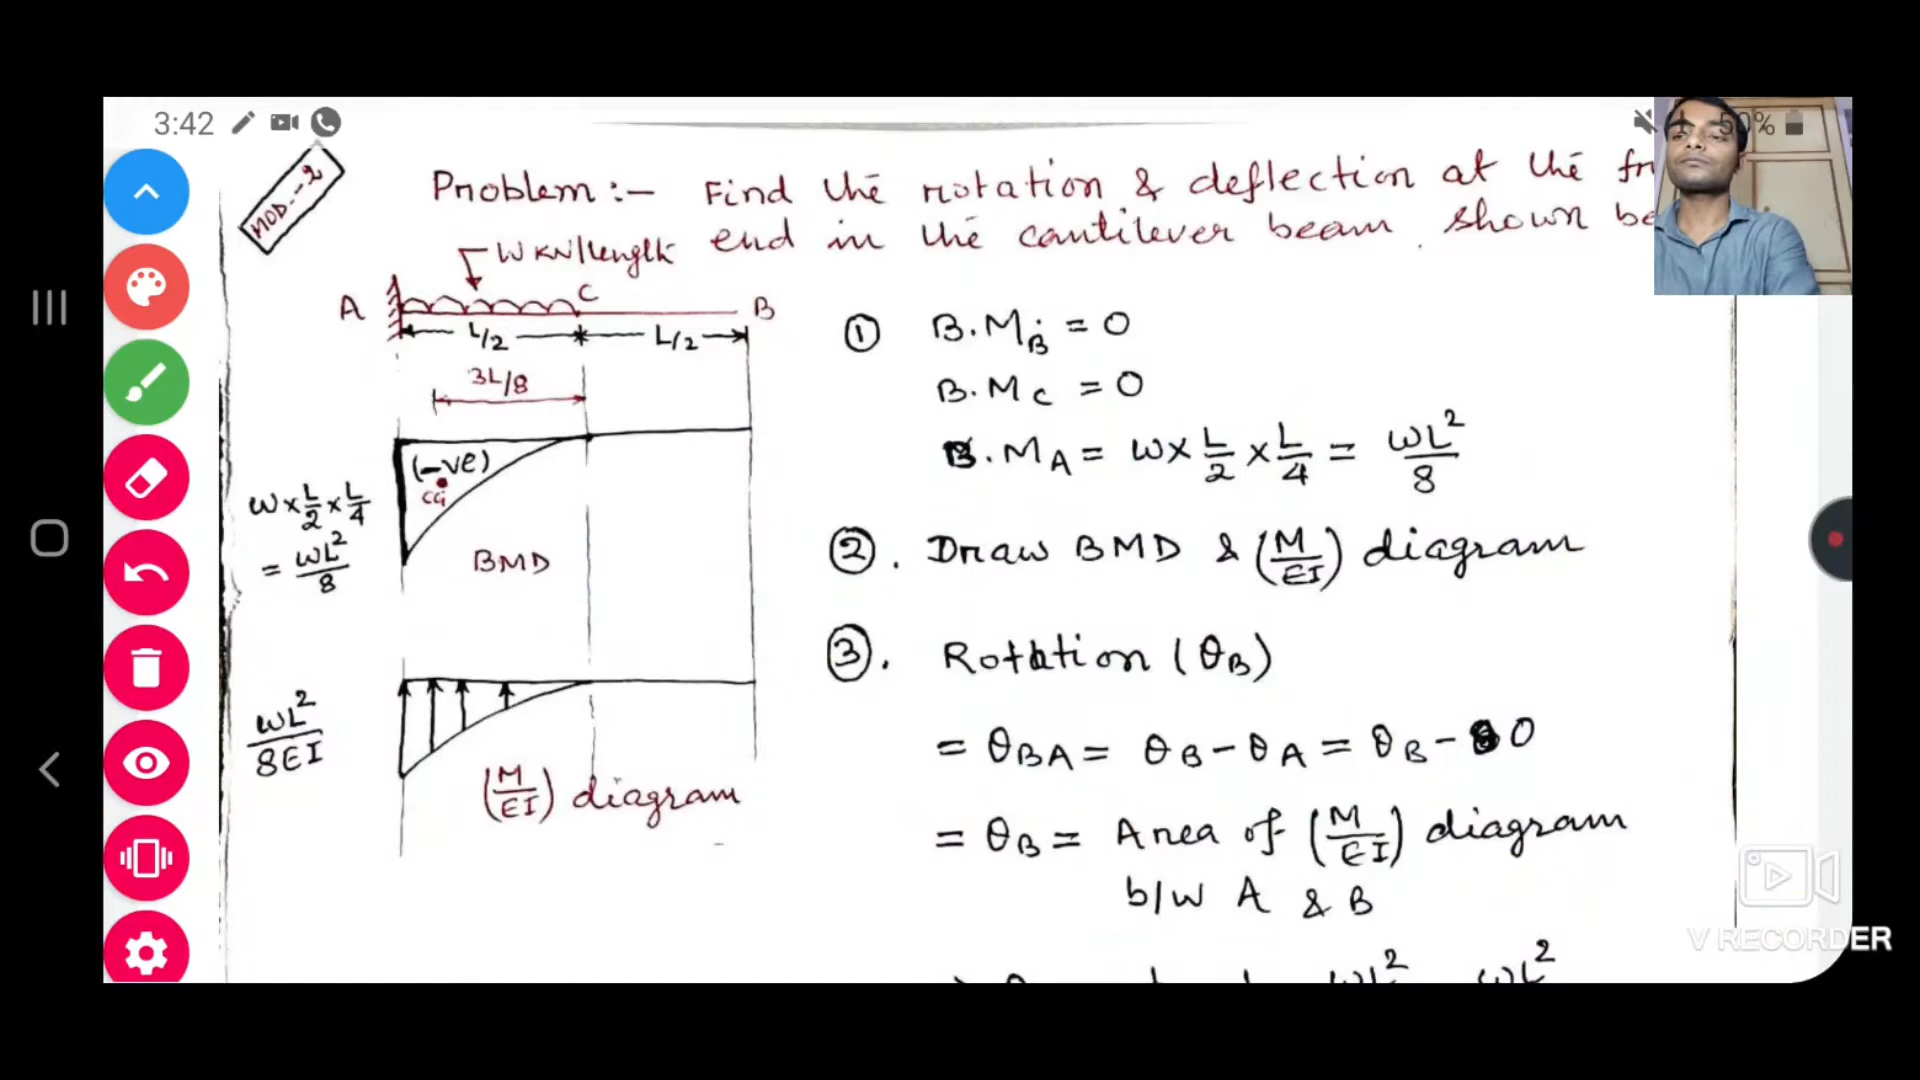 3:42
50%
MOD.-2
Problem :- Find the rotation & deflection at the
end in the cantilever beam. shown
W KN/length
A
C
B
L/2
L/2
3L/8
(-ve)
CG
W x L/2 x L/4
= WL²/8
BMD
WL²/8EI
(M/EI) diagram
① B.M_B = 0
B.M_C = 0
B.M_A = W x L/2 x L/4 = WL²/8
②. Draw BMD & (M/EI) diagram
③. Rotation (θ_B)
= θ_BA = θ_B - θ_A = θ_B - 0
= θ_B = Area of (M/EI) diagram
b/w A & B
WL² WL²
V RECORDER